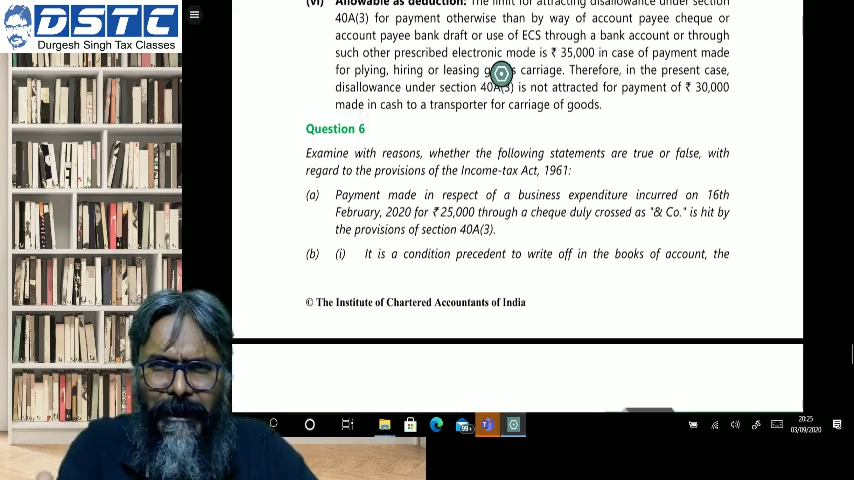 DSTC
Durgesh Singh Tax Classes
(vi) Allowable as deduction: The limit for attracting disallowance under section
40A(3) for payment otherwise than by way of account payee cheque or
account payee bank draft or use of ECS through a bank account or through
such other prescribed electronic mode is ₹ 35,000 in case of payment made
for plying, hiring or leasing carriage. Therefore, in the present case,
disallowance under section 40A(3) is not attracted for payment of ₹ 30,000
made in cash to a transporter for carriage of goods.
Question 6
Examine with reasons, whether the following statements are true or false, with
regard to the provisions of the Income-tax Act, 1961:
(a) Payment made in respect of a business expenditure incurred on 16th
February, 2020 for ₹ 25,000 through a cheque duly crossed as "& Co." is hit by
the provisions of section 40A(3).
(b) (i) It is a condition precedent to write off in the books of account, the
© The Institute of Chartered Accountants of India
99+
20:25
03/09/2020